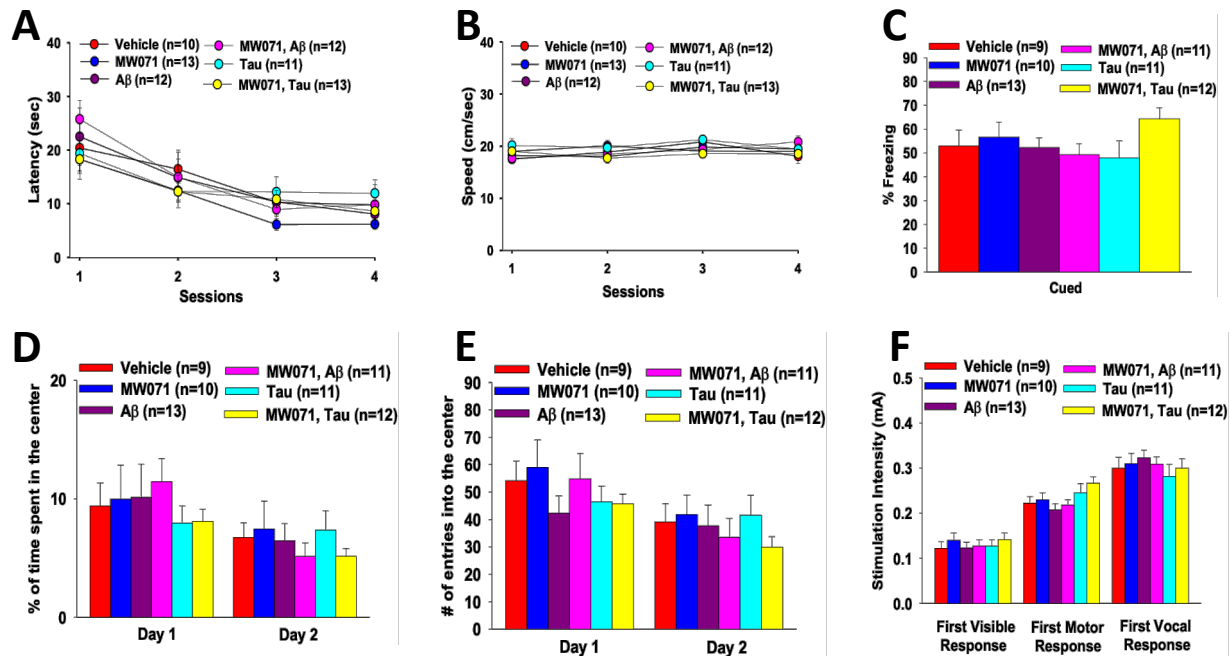 A
Vehicle (n=10)
MW071 (n=13)
Aβ (n=12)
MW071, Aβ (n=12)
Tau (n=11)
MW071, Tau (n=13)
Latency (sec)
40
30
20
10
0
1 2 3 4
Sessions
B
Vehicle (n=10)
MW071 (n=13)
Aβ (n=12)
MW071, Aβ (n=12)
Tau (n=11)
MW071, Tau (n=13)
Speed (cm/sec)
40
30
20
10
0
1 2 3 4
Sessions
C
Vehicle (n=9)
MW071 (n=10)
Aβ (n=13)
MW071, Aβ (n=11)
Tau (n=11)
MW071, Tau (n=12)
% Freezing
90
80
70
60
50
40
30
20
10
0
Cued
D
Vehicle (n=9)
MW071 (n=10)
Aβ (n=13)
MW071, Aβ (n=11)
Tau (n=11)
MW071, Tau (n=12)
% of time spent in the center
20
10
0
Day 1 Day 2
E
Vehicle (n=9)
MW071 (n=10)
Aβ (n=13)
MW071, Aβ (n=11)
Tau (n=11)
MW071, Tau (n=12)
# of entries into the center
90
80
70
60
50
40
30
20
10
0
Day 1 Day 2
F
Vehicle (n=9)
MW071 (n=10)
Aβ (n=13)
MW071, Aβ (n=11)
Tau (n=11)
MW071, Tau (n=12)
Stimulation Intensity (mA)
0.5
0.4
0.3
0.2
0.1
0.0
First Visible First Motor First Vocal
Response Response Response